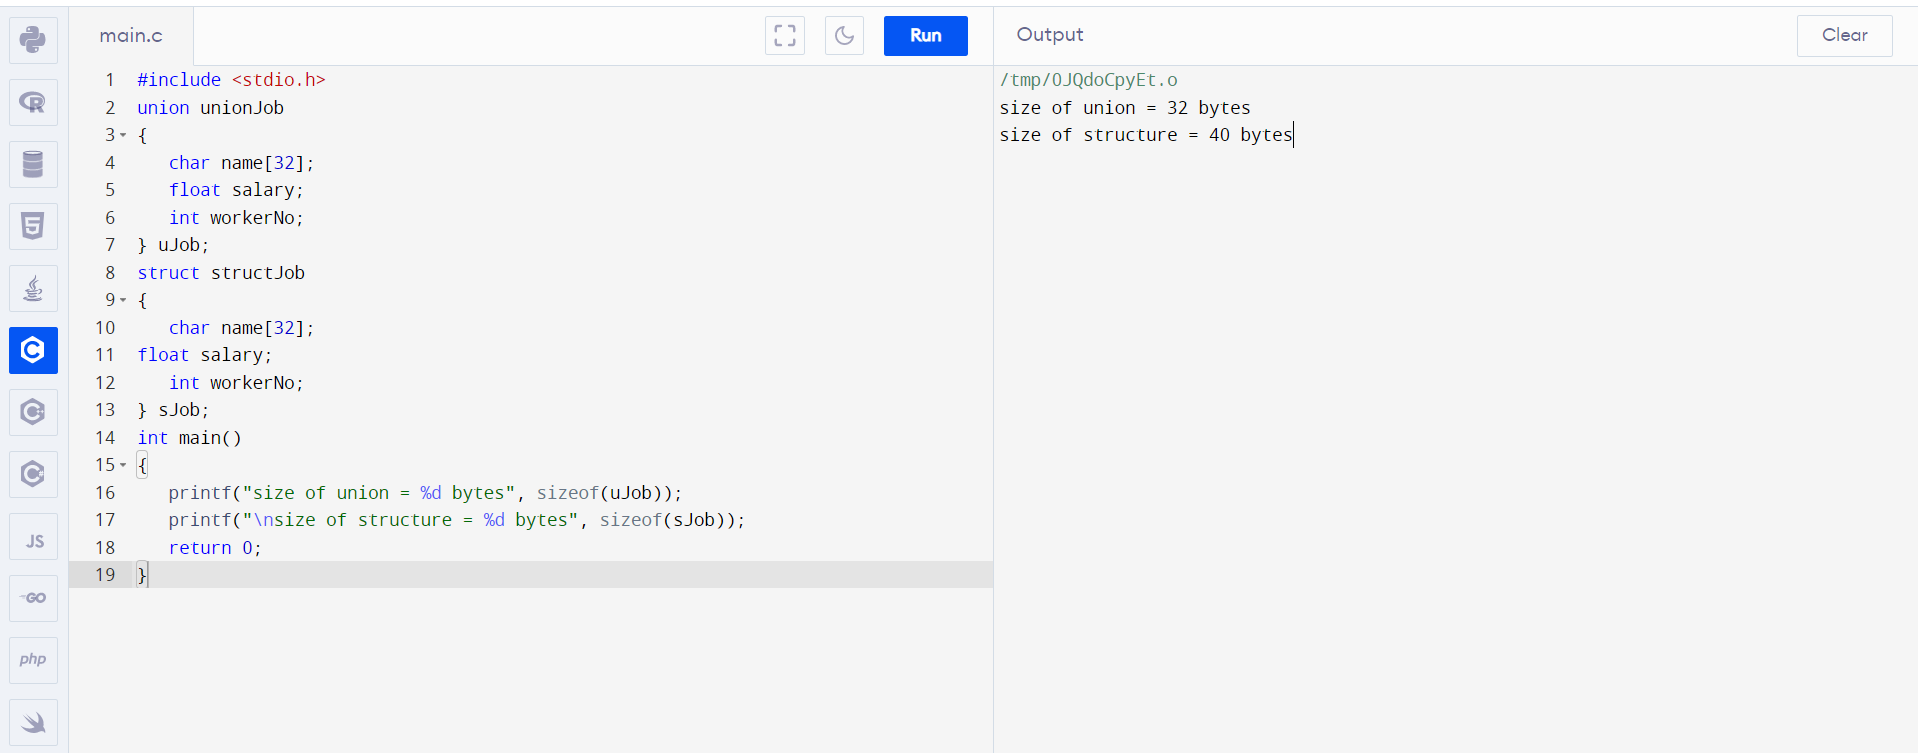 main.c
Run
Output
Clear
1 #include <stdio.h>
2 union unionJob
3 {
4    char name[32];
5    float salary;
6    int workerNo;
7 } uJob;
8 struct structJob
9 {
10    char name[32];
11 float salary;
12    int workerNo;
13 } sJob;
14 int main()
15 {
16    printf("size of union = %d bytes", sizeof(uJob));
17    printf("\nsize of structure = %d bytes", sizeof(sJob));
18    return 0;
19 }
/tmp/OJQdoCpyEt.o
size of union = 32 bytes
size of structure = 40 bytes
R
5
C
C
C
JS
GO
php